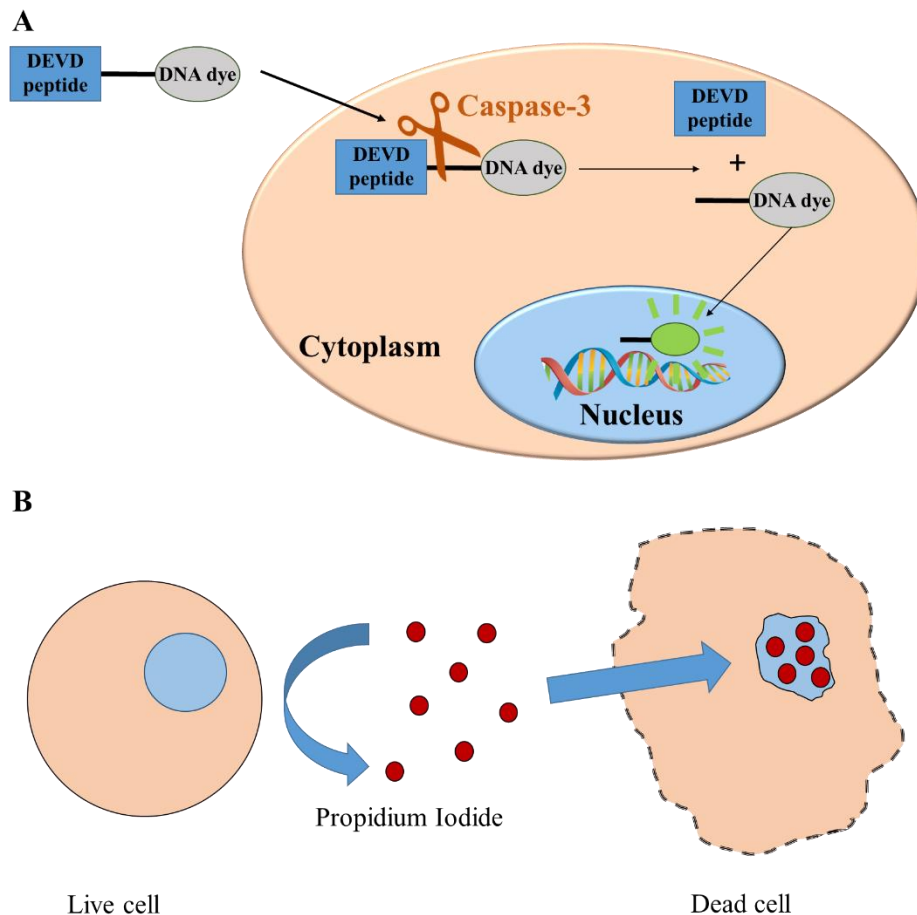 A
DEVD
peptide
DNA dye
Caspase-3
DEVD
peptide
DNA dye
DEVD
peptide
+
DNA dye
Cytoplasm
Nucleus
B
Propidium Iodide
Live cell
Dead cell